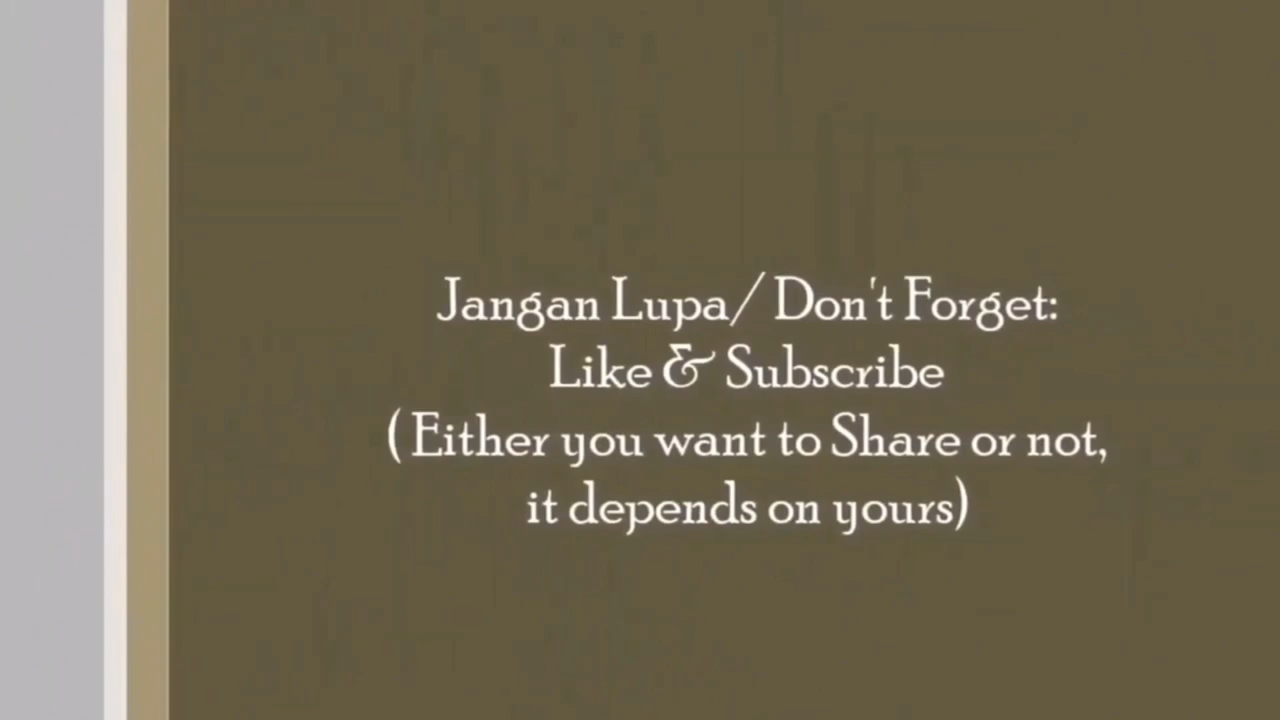 Jangan Lupa/ Don't Forget:
Like & Subscribe
( Either you want to Share or not,
it depends on yours)